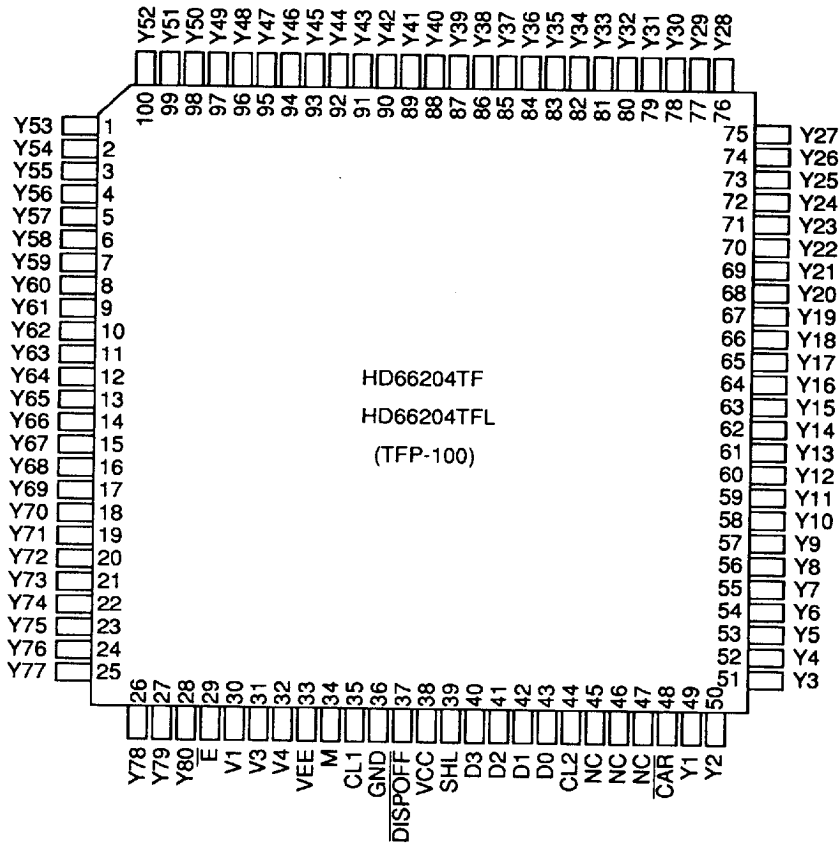 Y52 Y51 Y50 Y49 Y48 Y47 Y46 Y45 Y44 Y43 Y42 Y41 Y40 Y39 Y38 Y37 Y36 Y35 Y34 Y33 Y32 Y31 Y30 Y29 Y28
100 99 98 97 96 95 94 93 92 91 90 89 88 87 86 85 84 83 82 81 80 79 78 77 76
Y53 1
Y54 2
Y55 3
Y56 4
Y57 5
Y58 6
Y59 7
Y60 8
Y61 9
Y62 10
Y63 11
Y64 12
Y65 13
Y66 14
Y67 15
Y68 16
Y69 17
Y70 18
Y71 19
Y72 20
Y73 21
Y74 22
Y75 23
Y76 24
Y77 25
HD66204TF
HD66204TFL
(TFP-100)
75 Y27
74 Y26
73 Y25
72 Y24
71 Y23
70 Y22
69 Y21
68 Y20
67 Y19
66 Y18
65 Y17
64 Y16
63 Y15
62 Y14
61 Y13
60 Y12
59 Y11
58 Y10
57 Y9
56 Y8
55 Y7
54 Y6
53 Y5
52 Y4
51 Y3
26 27 28 29 30 31 32 33 34 35 36 37 38 39 40 41 42 43 44 45 46 47 48 49 50
Y78 Y79 Y80 E̅ V1 V3 V4 VEE M CL1 GND D̅I̅S̅P̅O̅F̅F̅ VCC SHL D3 D2 D1 D0 CL2 NC NC NC C̅A̅R̅ Y1 Y2